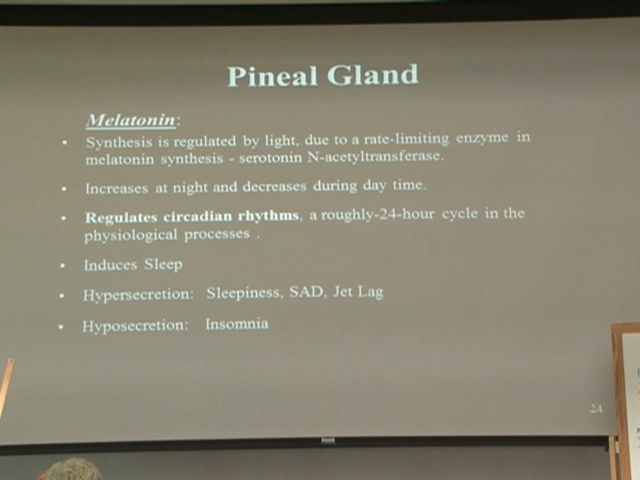 Pineal Gland
Melatonin:
• Synthesis is regulated by light, due to a rate-limiting enzyme in
melatonin synthesis - serotonin N-acetyltransferase.
• Increases at night and decreases during day time.
• Regulates circadian rhythms, a roughly-24-hour cycle in the
physiological processes .
• Induces Sleep
• Hypersecretion: Sleepiness, SAD, Jet Lag
• Hyposecretion: Insomnia
24